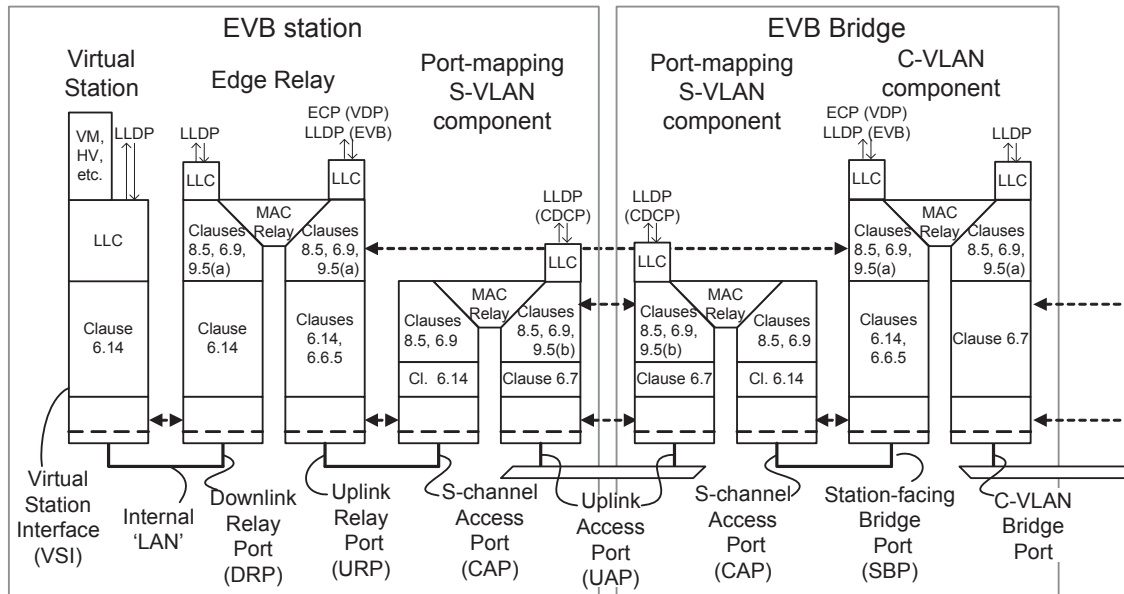 EVB station
EVB Bridge
Virtual
Station
Edge Relay
Port-mapping
S-VLAN
component
Port-mapping
S-VLAN
component
C-VLAN
component
VM,
HV,
etc.
LLDP
LLDP
ECP (VDP)
LLDP (EVB)
LLDP
(CDCP)
LLDP
(CDCP)
ECP (VDP)
LLDP (EVB)
LLDP
LLC
LLC
LLC
LLC
LLC
LLC
LLC
MAC
Relay
MAC
Relay
MAC
Relay
MAC
Relay
Clauses
8.5, 6.9,
9.5(a)
Clauses
8.5, 6.9,
9.5(a)
Clauses
8.5, 6.9
Clauses
8.5, 6.9,
9.5(b)
Clauses
8.5, 6.9,
9.5(b)
Clauses
8.5, 6.9
Clauses
8.5, 6.9,
9.5(a)
Clauses
8.5, 6.9,
9.5(a)
Clause
6.14
Clause
6.14
Clauses
6.14,
6.6.5
Cl. 6.14
Clause 6.7
Clause 6.7
Cl. 6.14
Clauses
6.14,
6.6.5
Clause 6.7
Virtual
Station
Interface
(VSI)
Internal
‘LAN’
Downlink
Relay
Port
(DRP)
Uplink
Relay
Port
(URP)
S-channel
Access
Port
(CAP)
Uplink
Access
Port
(UAP)
S-channel
Access
Port
(CAP)
Station-facing
Bridge
Port
(SBP)
C-VLAN
Bridge
Port